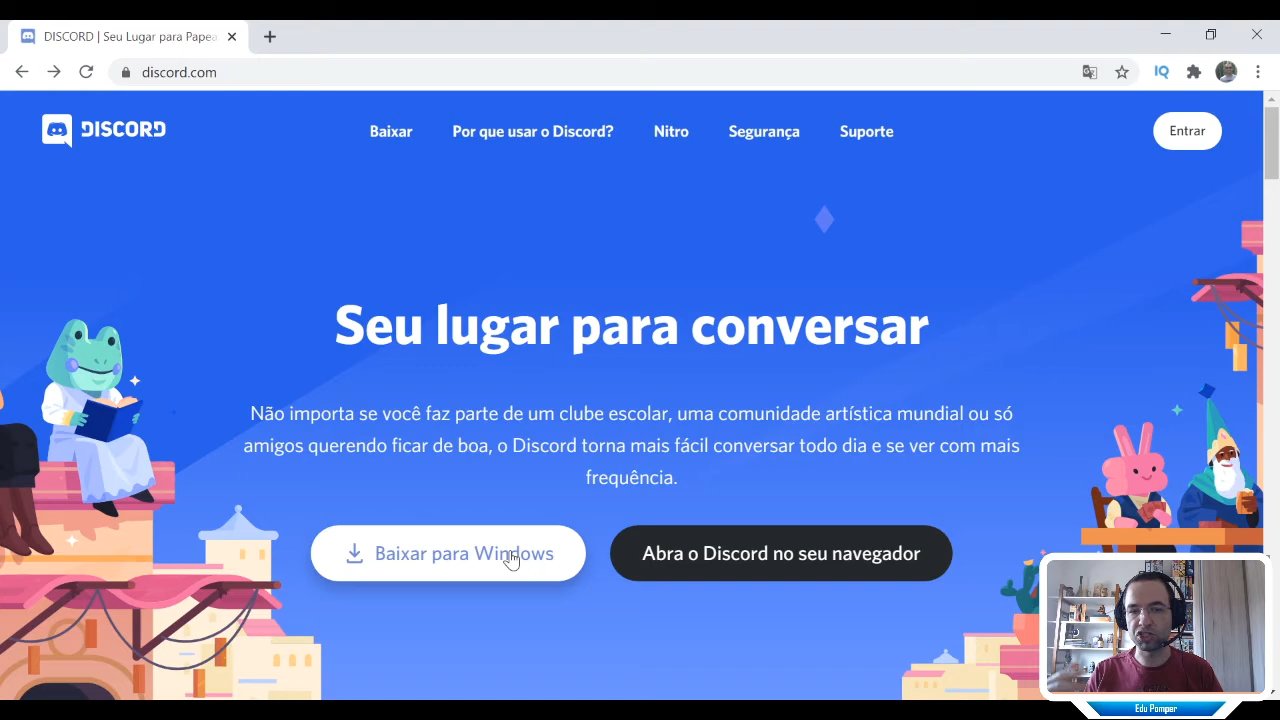 DISCORD | Seu Lugar para Papea
discord.com
IQ
DISCORD
Baixar
Por que usar o Discord?
Nitro
Segurança
Suporte
Entrar
Seu lugar para conversar
Não importa se você faz parte de um clube escolar, uma comunidade artística mundial ou só
amigos querendo ficar de boa, o Discord torna mais fácil conversar todo dia e se ver com mais
frequência.
Baixar para Windows
Abra o Discord no seu navegador
Edu Pomper